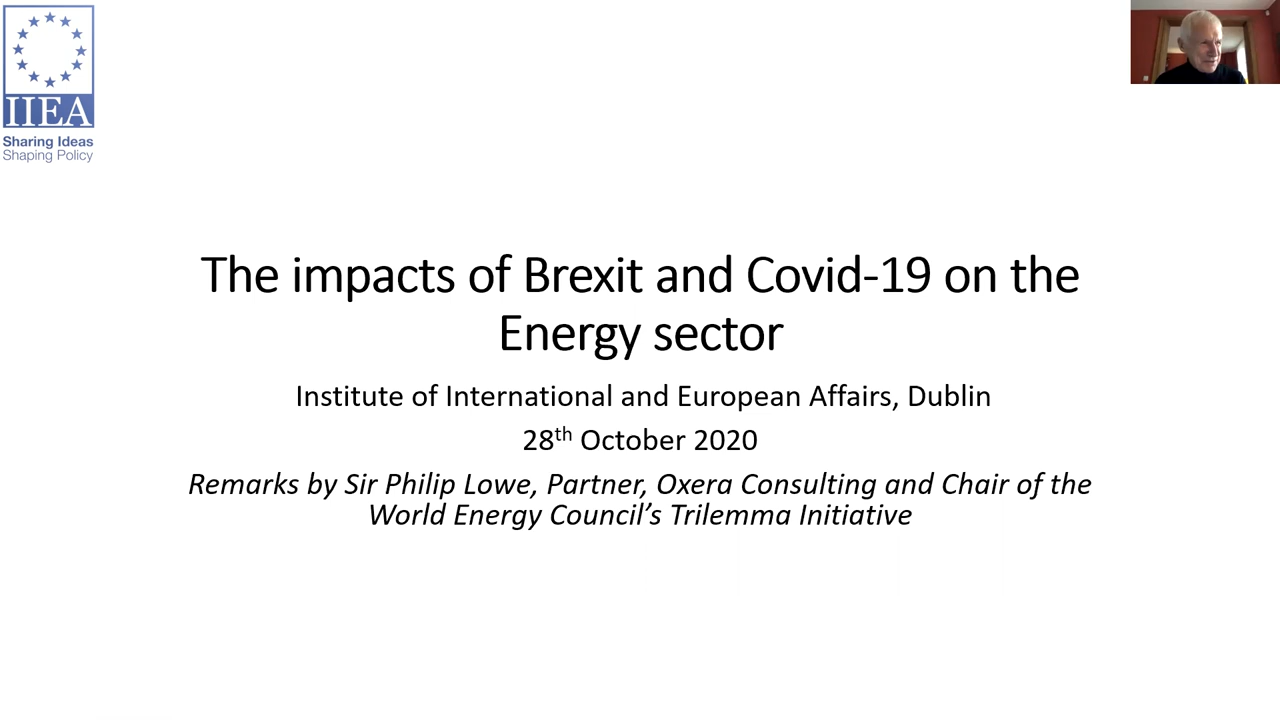 IIEA
Sharing Ideas
Shaping Policy
The impacts of Brexit and Covid-19 on the
Energy sector
Institute of International and European Affairs, Dublin
28th October 2020
Remarks by Sir Philip Lowe, Partner, Oxera Consulting and Chair of the
World Energy Council’s Trilemma Initiative